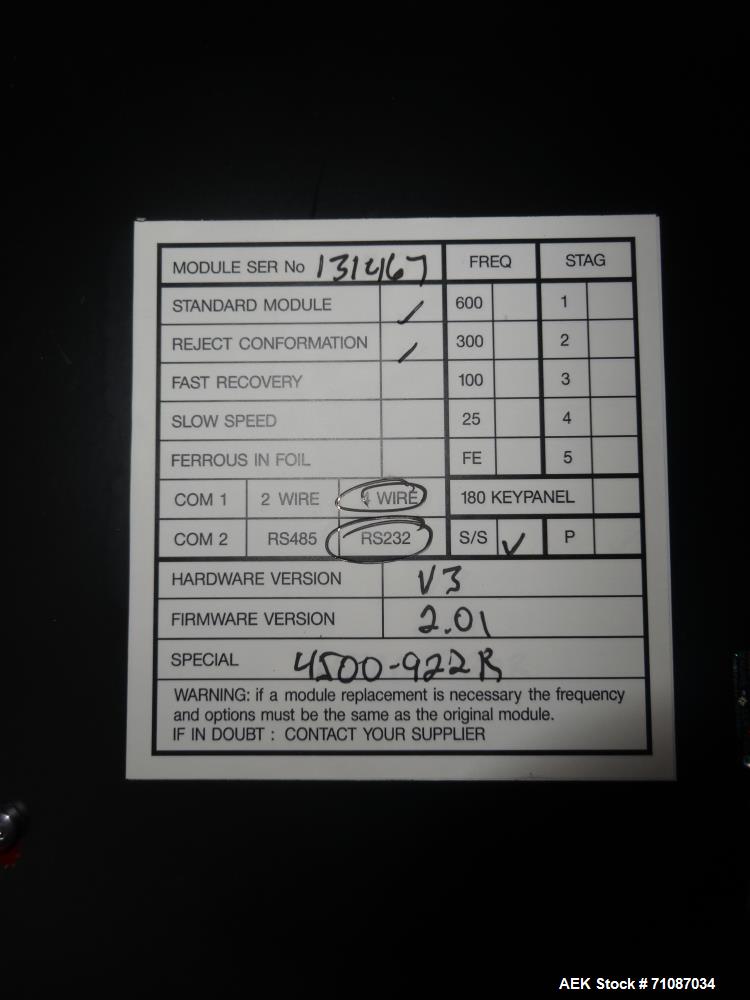 MODULE SER No 131467 FREQ STAG
STANDARD MODULE ✓ 600 1
REJECT CONFORMATION ✓ 300 2
FAST RECOVERY 100 3
SLOW SPEED 25 4
FERROUS IN FOIL FE 5
COM 1 2 WIRE WIRE 180 KEYPANEL
COM 2 RS485 RS232 S/S ✓ P
HARDWARE VERSION V3
FIRMWARE VERSION 2.01
SPECIAL 4500-922R
WARNING: if a module replacement is necessary the frequency
and options must be the same as the original module.
IF IN DOUBT : CONTACT YOUR SUPPLIER
AEK Stock # 71087034